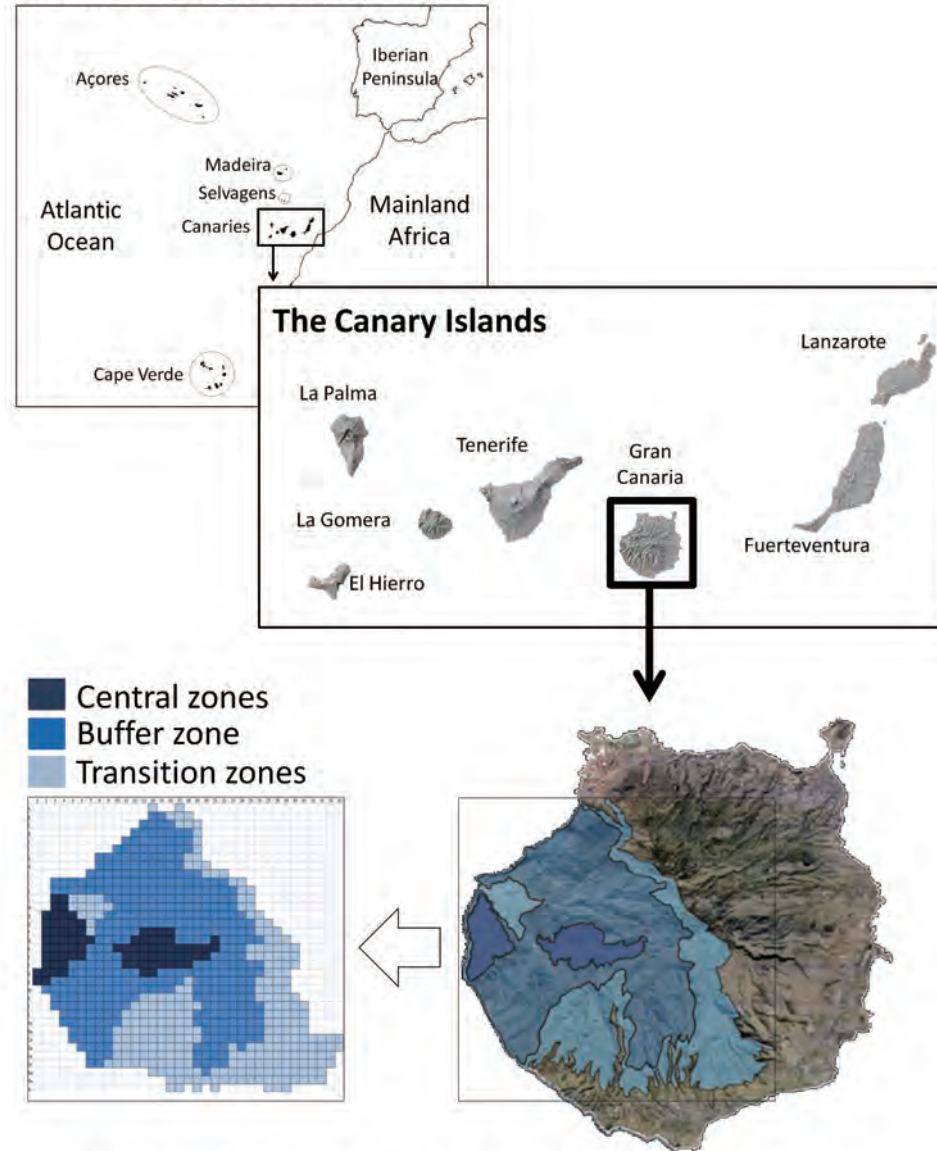 Iberian
Peninsula
Açores
Madeira
Selvagens
Canaries
Atlantic
Ocean
Mainland
Africa
Cape Verde
The Canary Islands
Lanzarote
La Palma
Tenerife
Gran
Canaria
La Gomera
El Hierro
Fuerteventura
Central zones
Buffer zone
Transition zones